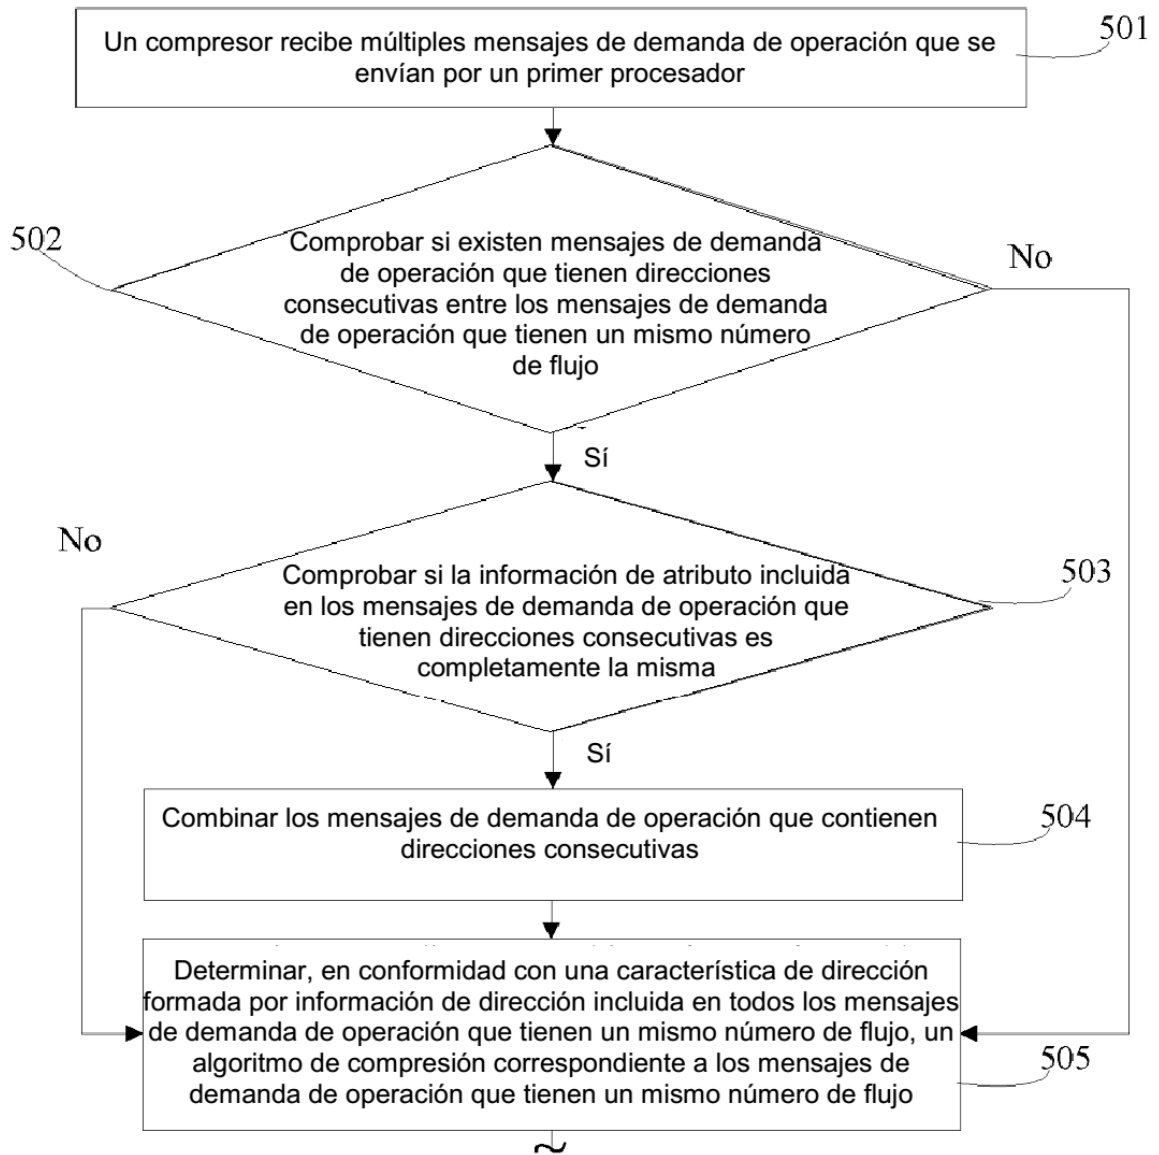 Un compresor recibe múltiples mensajes de demanda de operación que se
envían por un primer procesador
501
502
Comprobar si existen mensajes de demanda
de operación que tienen direcciones
consecutivas entre los mensajes de demanda
de operación que tienen un mismo número
de flujo
No
Sí
No
Comprobar si la información de atributo incluida
en los mensajes de demanda de operación que
tienen direcciones consecutivas es
completamente la misma
503
Sí
Combinar los mensajes de demanda de operación que contienen
direcciones consecutivas
504
Determinar, en conformidad con una característica de dirección
formada por información de dirección incluida en todos los mensajes
de demanda de operación que tienen un mismo número de flujo, un
algoritmo de compresión correspondiente a los mensajes de
demanda de operación que tienen un mismo número de flujo
505
~